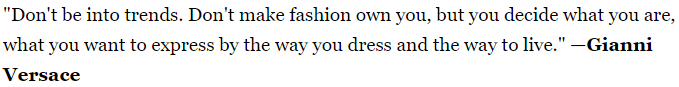 "Don't be into trends. Don't make fashion own you, but you decide what you are,
what you want to express by the way you dress and the way to live." —Gianni
Versace